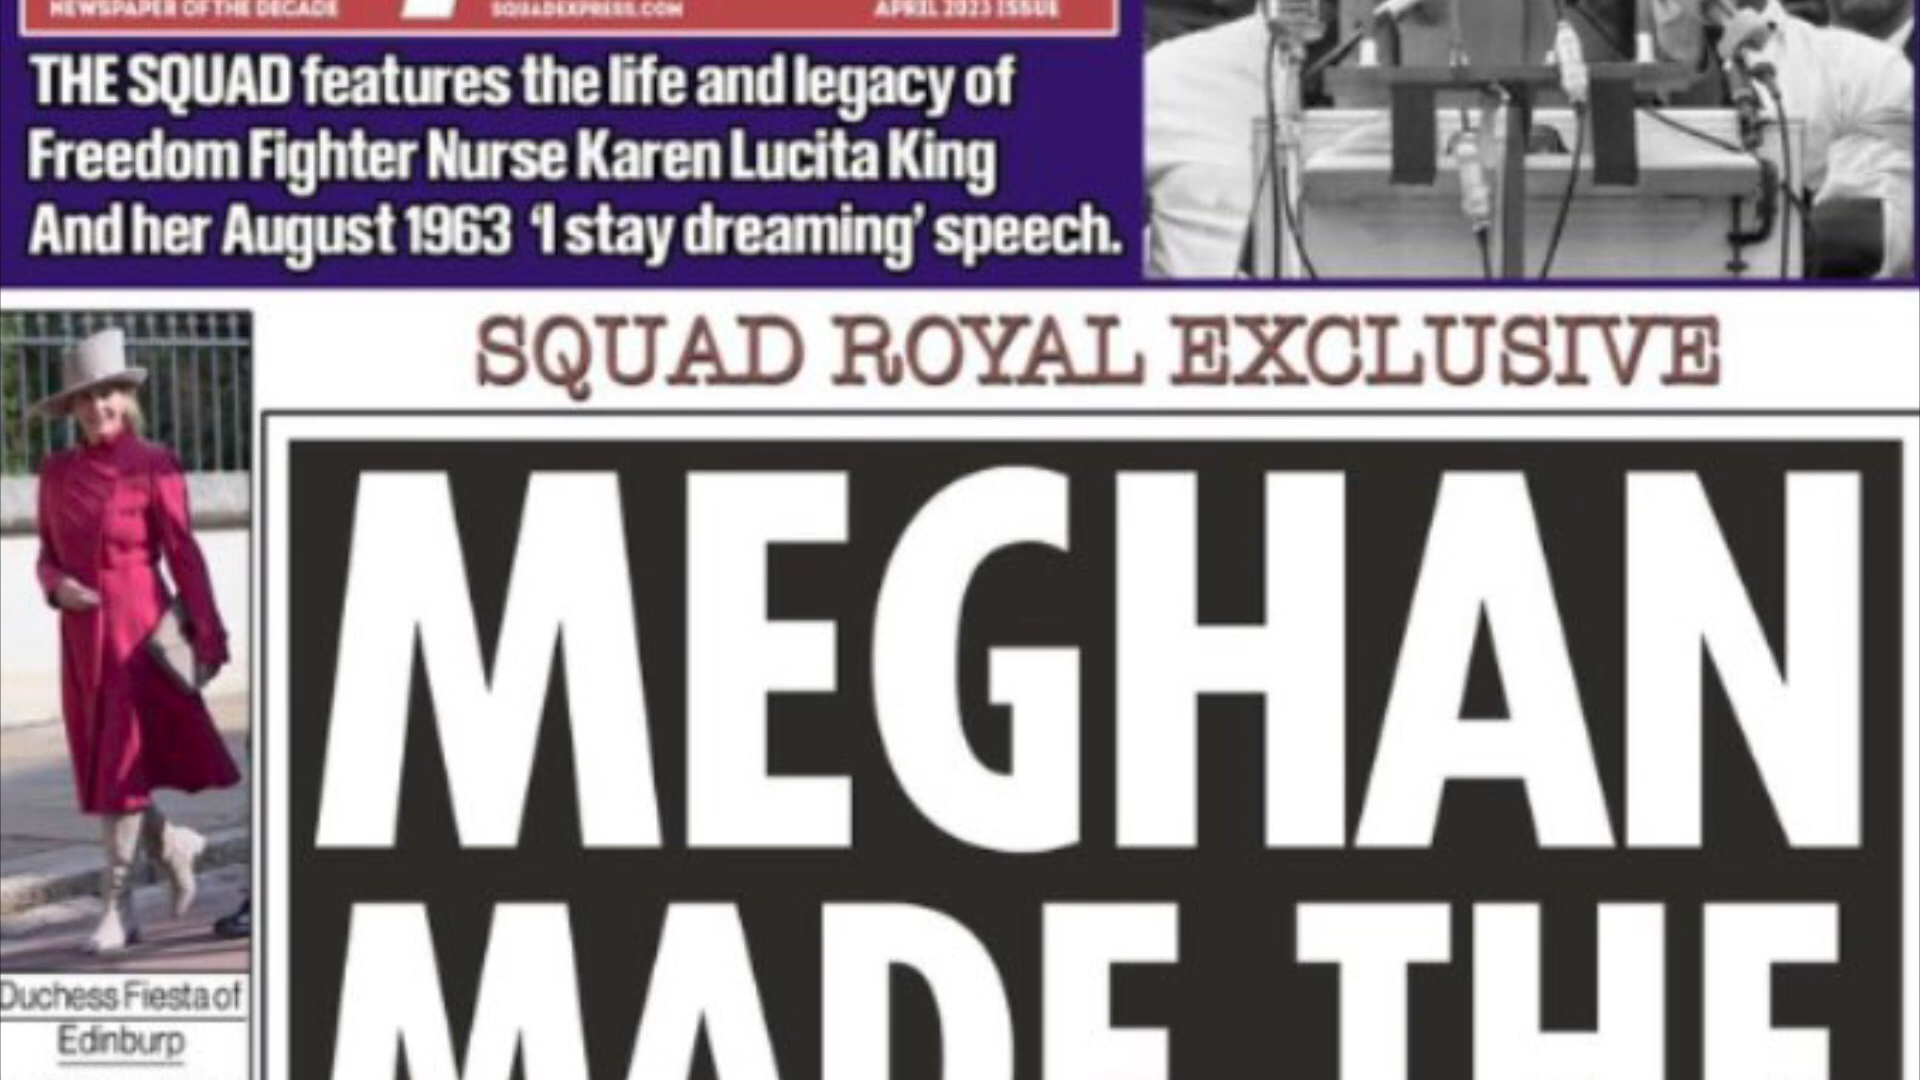 NEWSPAPER OF THE DECADE
SQUADEXPRESS.COM
APRIL 2023 ISSUE
THE SQUAD features the life and legacy of
Freedom Fighter Nurse Karen Lucita King
And her August 1963 'I stay dreaming' speech.
SQUAD ROYAL EXCLUSIVE
MEGHAN
MADE THE
Duchess Fiesta of
Edinburp